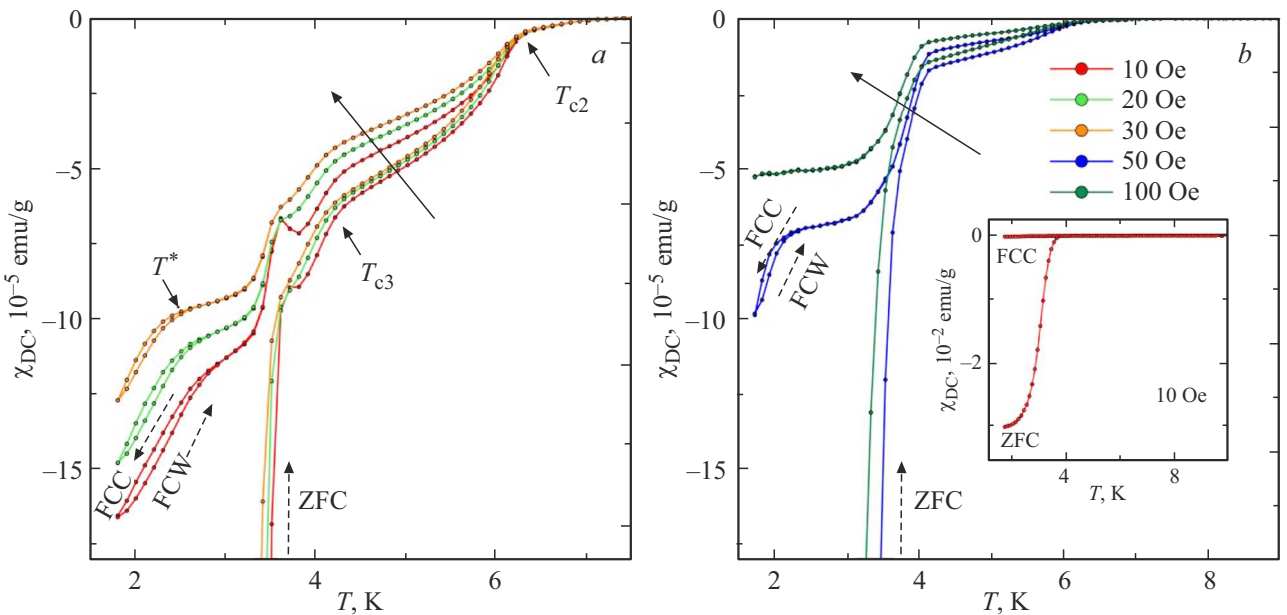 0
–5
–10
–15
χDC, 10–5 emu/g
2
4
6
T, K
a
Tc2
Tc3
T*
FCC
FCW
ZFC
0
–5
–10
–15
χDC, 10–5 emu/g
2
4
6
8
T, K
b
10 Oe
20 Oe
30 Oe
50 Oe
100 Oe
FCC
FCW
ZFC
0
–2
χDC, 10–2 emu/g
FCC
ZFC
10 Oe
4
8
T, K